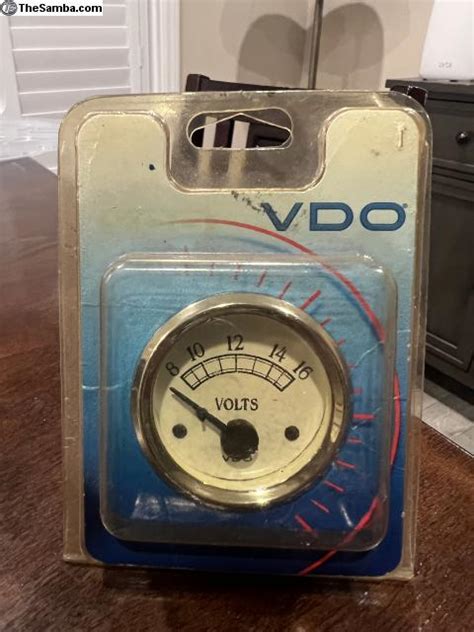 TheSamba.com
VDO
8 10 12 14 16
VOLTS